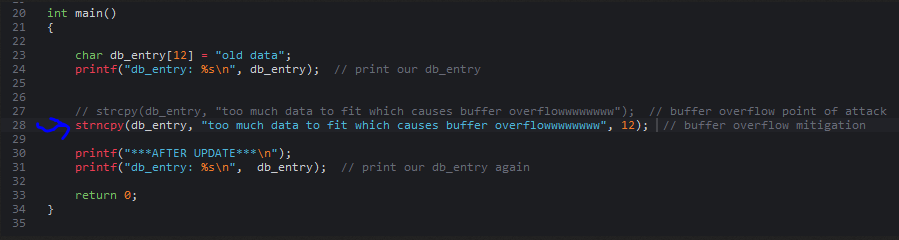 20 int main()
21 {
22
23 char db_entry[12] = "old data";
24 printf("db_entry: %s\n", db_entry); // print our db_entry
25
26
27 // strcpy(db_entry, "too much data to fit which causes buffer overflowwwwwwwww"); // buffer overflow point of attack
28 strncpy(db_entry, "too much data to fit which causes buffer overflowwwwwwwww", 12); // buffer overflow mitigation
29
30 printf("***AFTER UPDATE***\n");
31 printf("db_entry: %s\n", db_entry); // print our db_entry again
32
33 return 0;
34 }
35